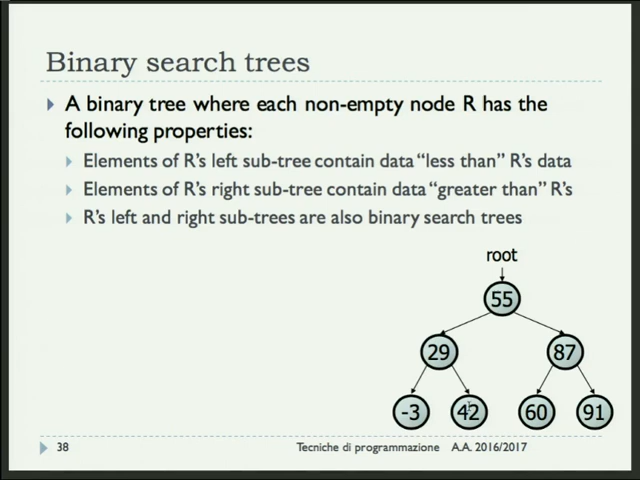 Binary search trees
A binary tree where each non-empty node R has the
following properties:
Elements of R's left sub-tree contain data "less than" R's data
Elements of R's right sub-tree contain data "greater than" R's
R's left and right sub-trees are also binary search trees
root
55
29 87
-3 42 60 91
38 Tecniche di programmazione A.A. 2016/2017